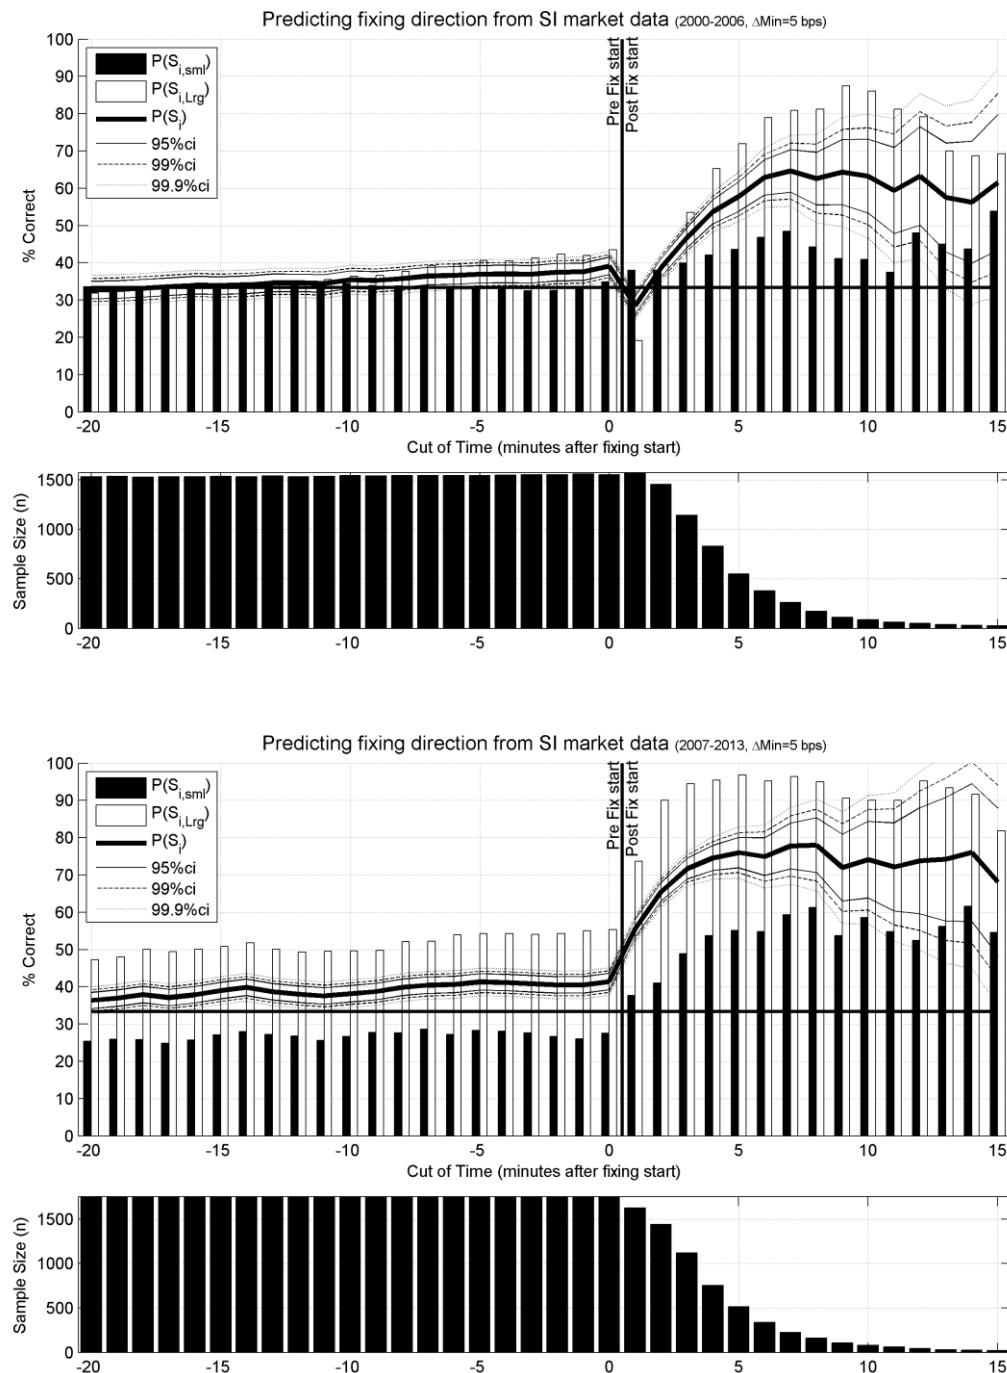 Predicting fixing direction from SI market data (2000-2006, ΔMin=5 bps)
100
90
80
70
60
50
40
30
20
10
0
% Correct
P(S_i,sml)
P(S_i,Lrg)
P(S_i)
95%ci
99%ci
99.9%ci
Pre Fix start
Post Fix start
-20 -15 -10 -5 0 5 10 15
Cut of Time (minutes after fixing start)
1500
1000
500
0
Sample Size (n)
-20 -15 -10 -5 0 5 10 15
Predicting fixing direction from SI market data (2007-2013, ΔMin=5 bps)
100
90
80
70
60
50
40
30
20
10
0
% Correct
P(S_i,sml)
P(S_i,Lrg)
P(S_i)
95%ci
99%ci
99.9%ci
Pre Fix start
Post Fix start
-20 -15 -10 -5 0 5 10 15
Cut of Time (minutes after fixing start)
1500
1000
500
0
Sample Size (n)
-20 -15 -10 -5 0 5 10 15